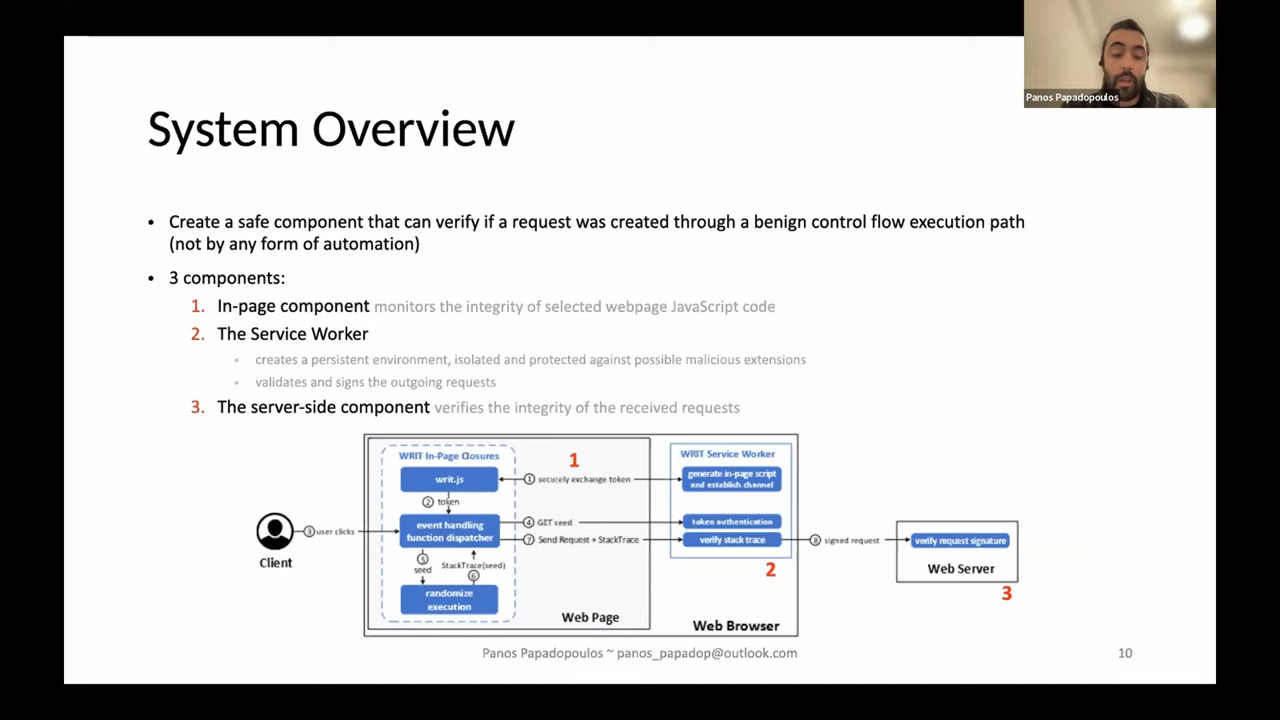 Panos Papadopoulos
System Overview
• Create a safe component that can verify if a request was created through a benign control flow execution path
(not by any form of automation)
• 3 components:
1. In-page component monitors the integrity of selected webpage JavaScript code
2. The Service Worker
• creates a persistent environment, isolated and protected against possible malicious extensions
• validates and signs the outgoing requests
3. The server-side component verifies the integrity of the received requests
WRIT In-Page Closures
1
WRIT Service Worker
writ.js
1 securely exchange token
generate in-page script
and establish channel
2 token
3 user clicks
event handling
function dispatcher
4 GET seed
token authentication
7 Send Request + StackTrace
verify stack trace
8 signed request
verify request signature
Client
5
seed
StackTrace(seed)
6
2
Web Server
3
randomize
execution
Web Page
Web Browser
Panos Papadopoulos ~ panos_papadop@outlook.com
10